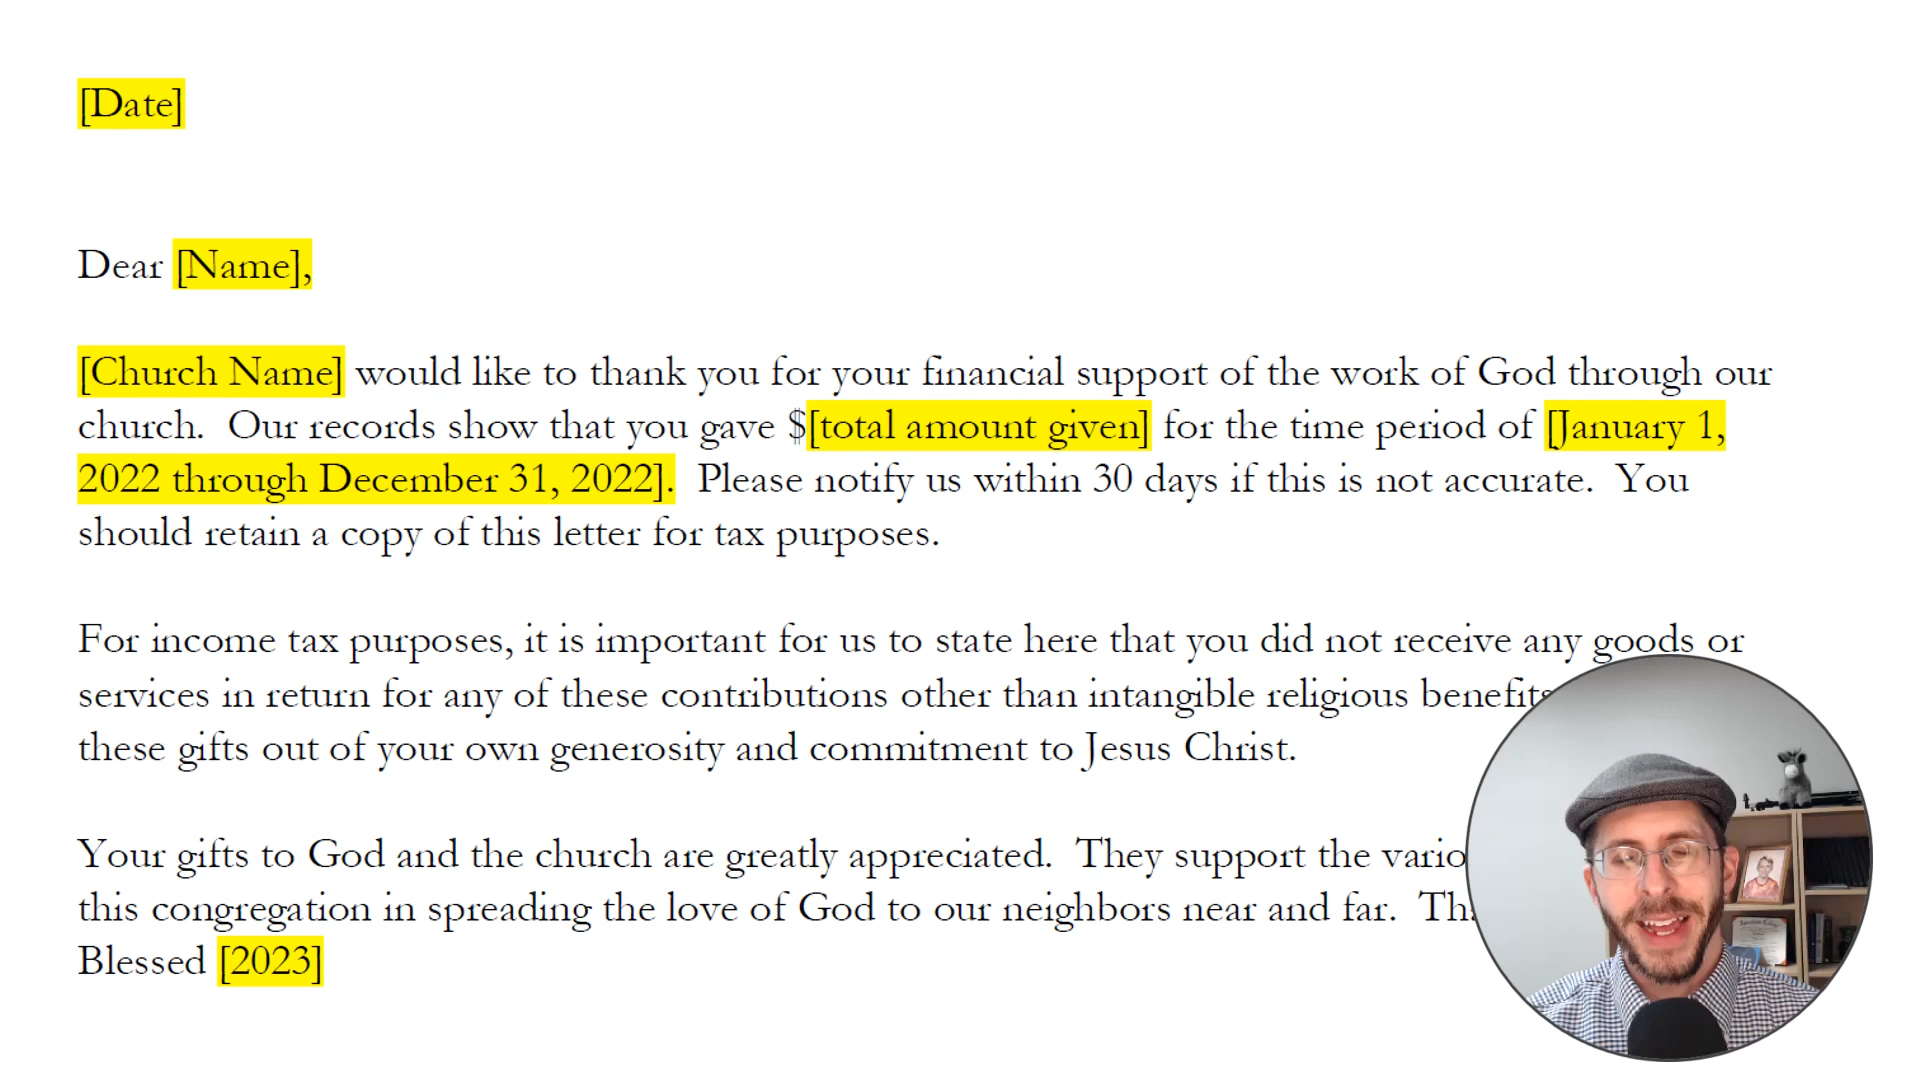 [Date]
Dear [Name],
[Church Name] would like to thank you for your financial support of the work of God through our
church.  Our records show that you gave $[total amount given] for the time period of [January 1,
2022 through December 31, 2022].  Please notify us within 30 days if this is not accurate.  You
should retain a copy of this letter for tax purposes.
For income tax purposes, it is important for us to state here that you did not receive any goods or
services in return for any of these contributions other than intangible religious benefits
these gifts out of your own generosity and commitment to Jesus Christ.
Your gifts to God and the church are greatly appreciated.  They support the
this congregation in spreading the love of God to our neighbors near and far.
Blessed [2023]